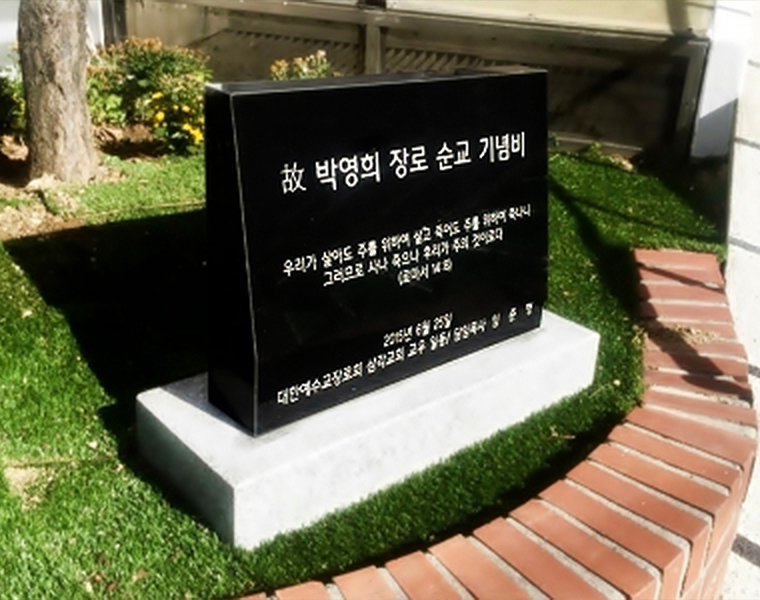 故 박영희 장로 순교 기념비
우리가 살아도 주를 위하여 살고 죽어도 주를 위하여 죽나니
그러므로 사나 죽으나 우리가 주의 것이로다
(로마서 14:8)
2015년 6월 25일
대한예수교장로회 삼각교회 교우 일동/ 담임목사 임 준 형